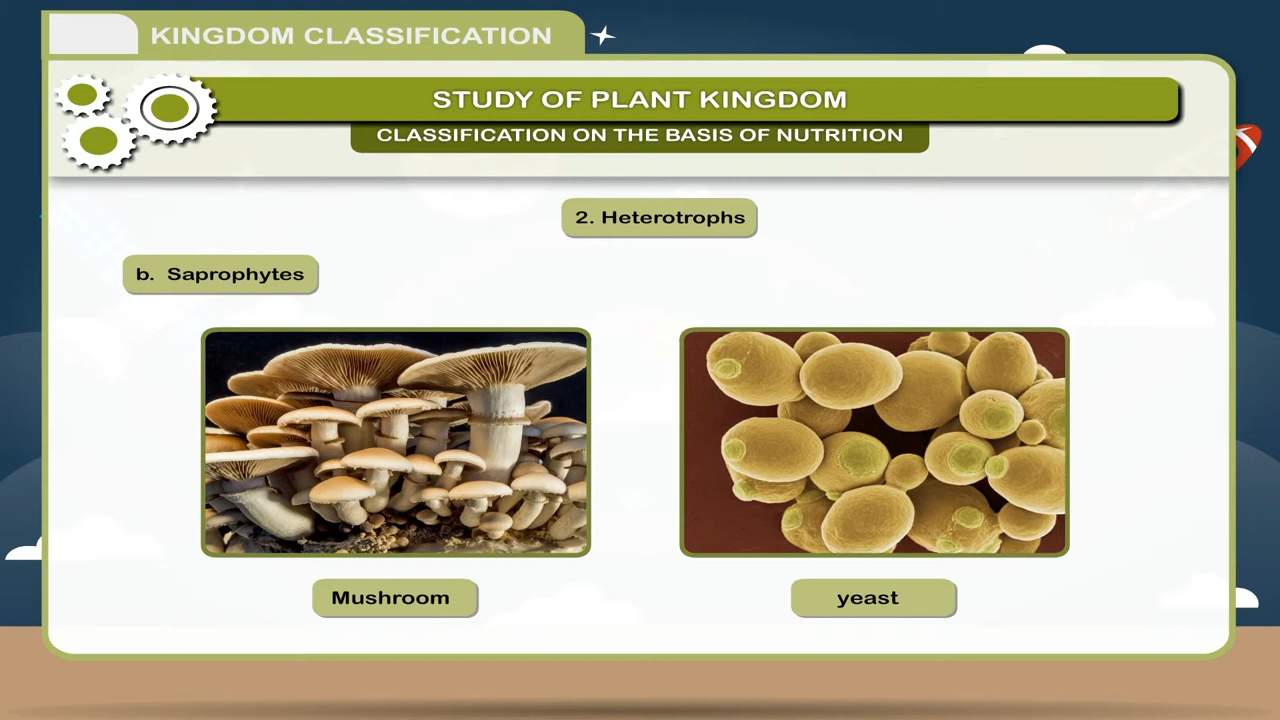 KINGDOM CLASSIFICATION
STUDY OF PLANT KINGDOM
CLASSIFICATION ON THE BASIS OF NUTRITION
2. Heterotrophs
b. Saprophytes
Mushroom
yeast